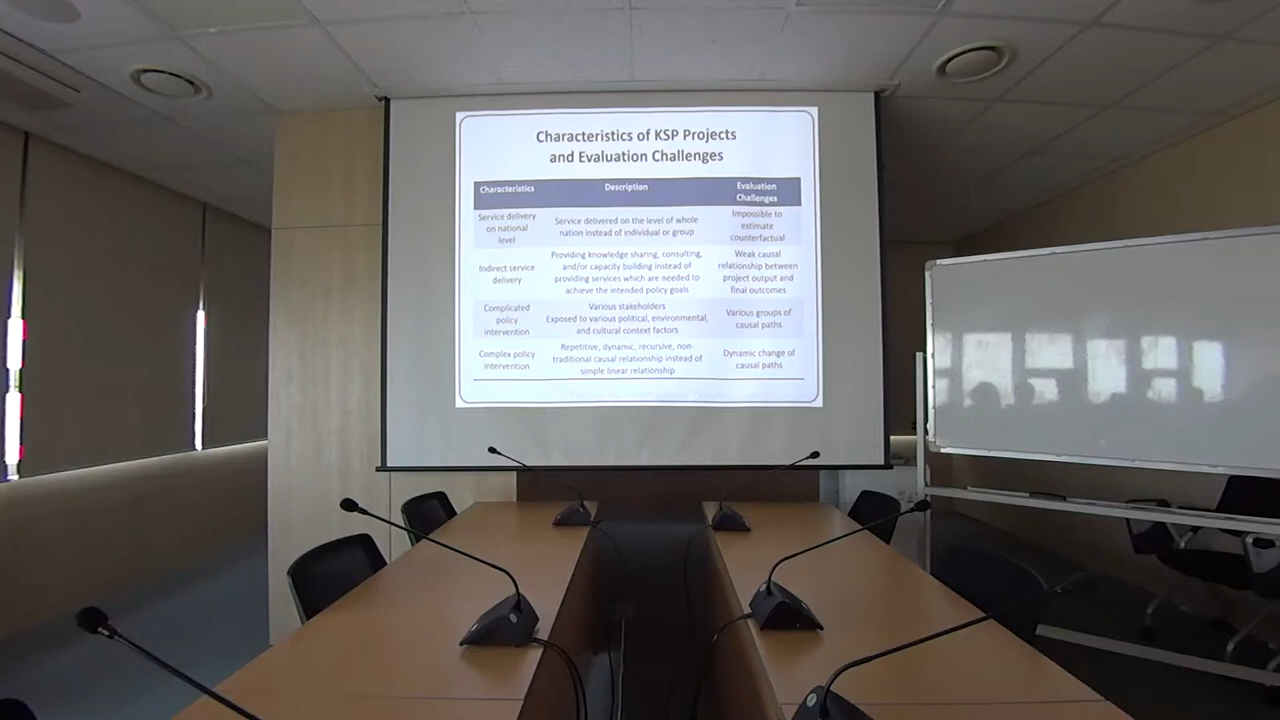 Characteristics of KSP Projects
and Evaluation Challenges
Characteristics
Description
Evaluation
Challenges
Service delivery
on national
level
Service delivered on the level of whole
nation instead of individual or group
Impossible to
estimate
counterfactual
Indirect service
delivery
Providing knowledge sharing, consulting,
and/or capacity building instead of
providing services which are needed to
achieve the intended policy goals
Weak causal
relationship between
project output and
final outcomes
Complicated
policy
intervention
Various stakeholders
Exposed to various political, environmental,
and cultural context factors
Various groups of
causal paths
Complex policy
intervention
Repetitive, dynamic, recursive, non-
traditional causal relationship instead of
simple linear relationship
Dynamic change of
causal paths